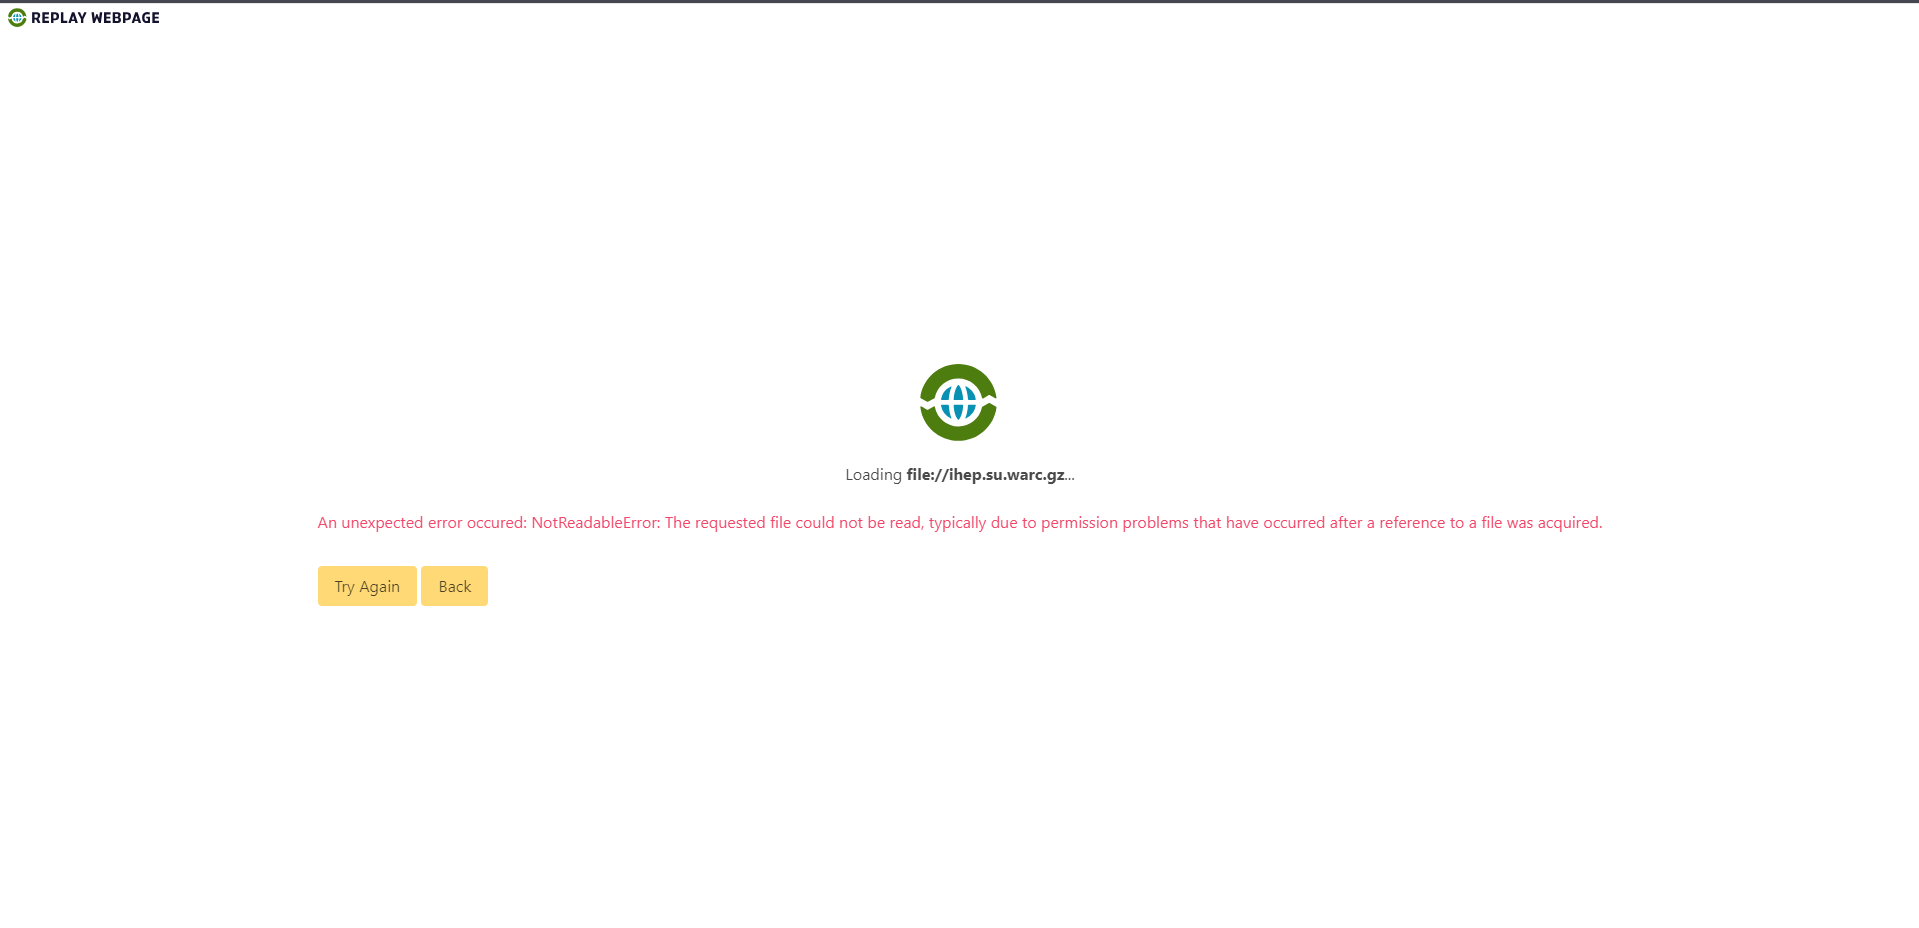 REPLAY WEBPAGE
Loading file://ihep.su.warc.gz...
An unexpected error occured: NotReadableError: The requested file could not be read, typically due to permission problems that have occurred after a reference to a file was acquired.
Try Again Back